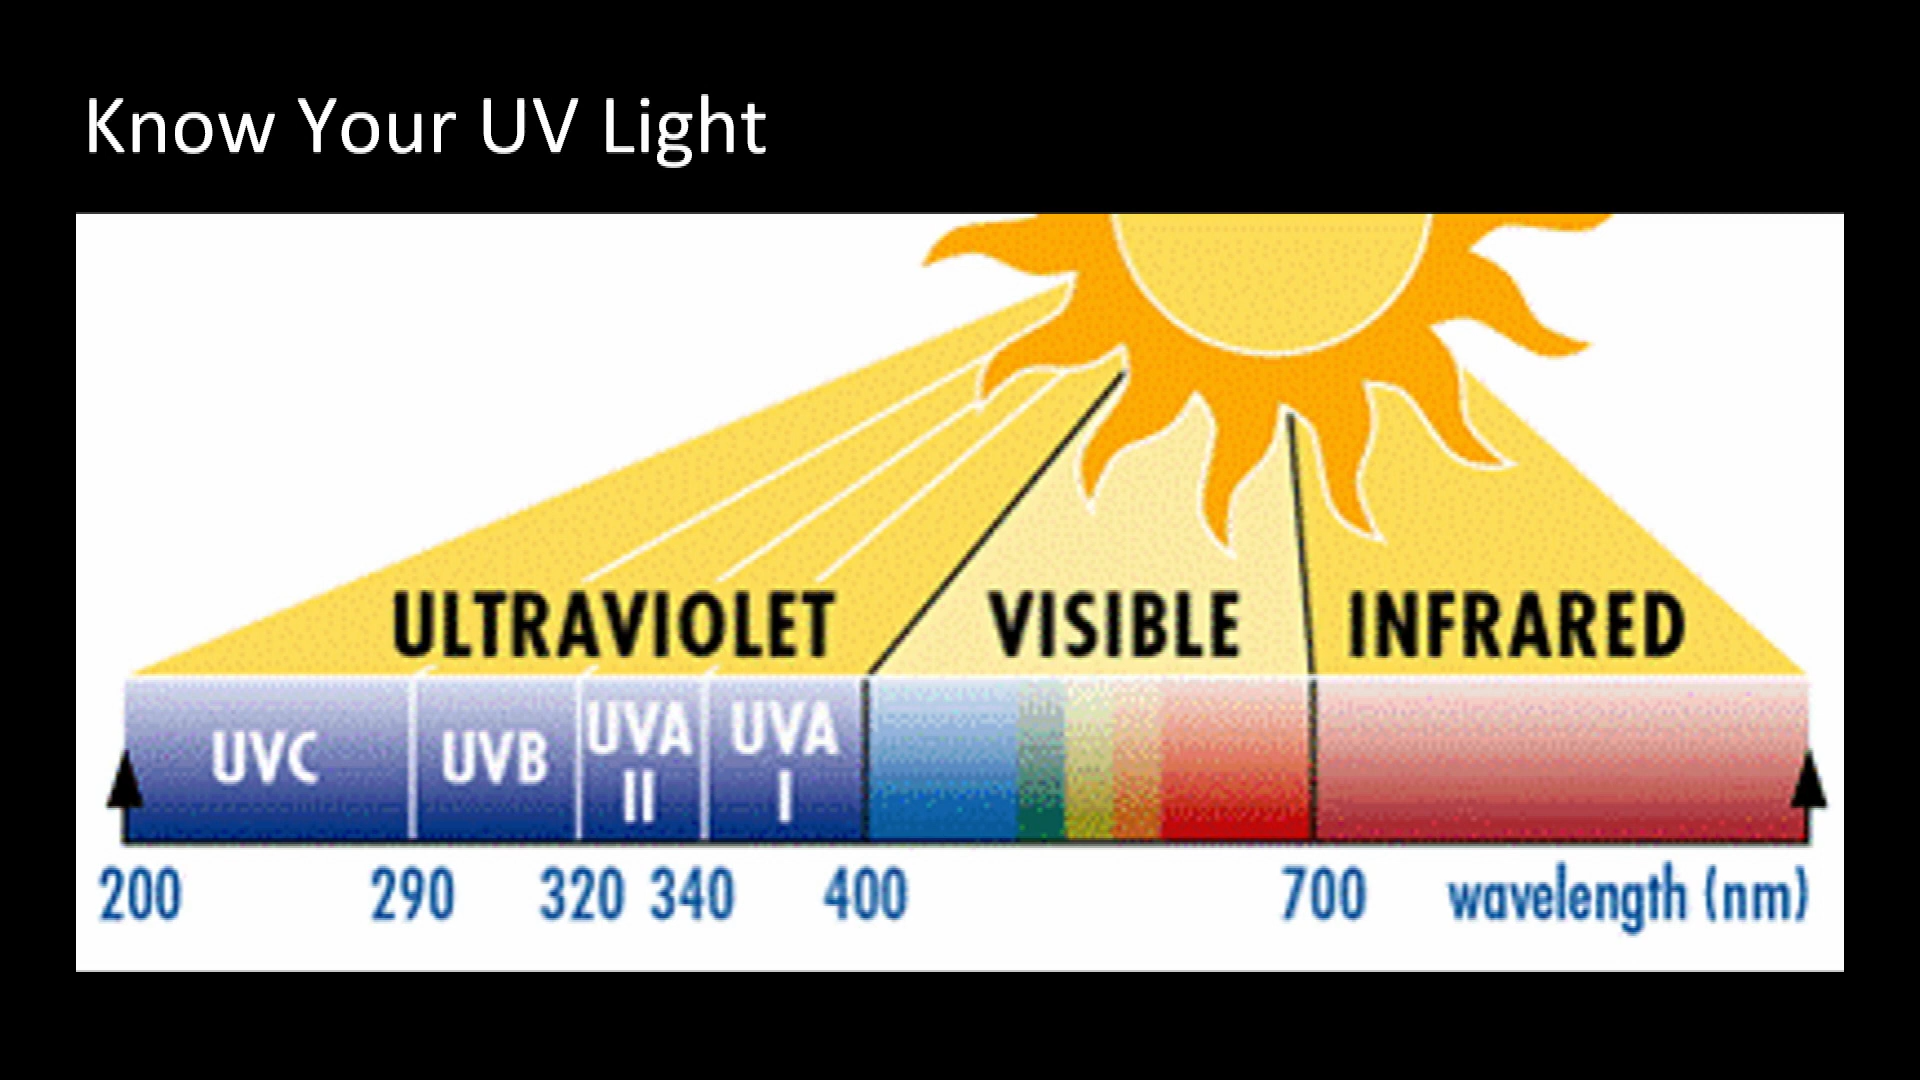 Know Your UV Light
ULTRAVIOLET VISIBLE INFRARED
UVC UVB UVA II UVA I
200 290 320 340 400 700 wavelength (nm)